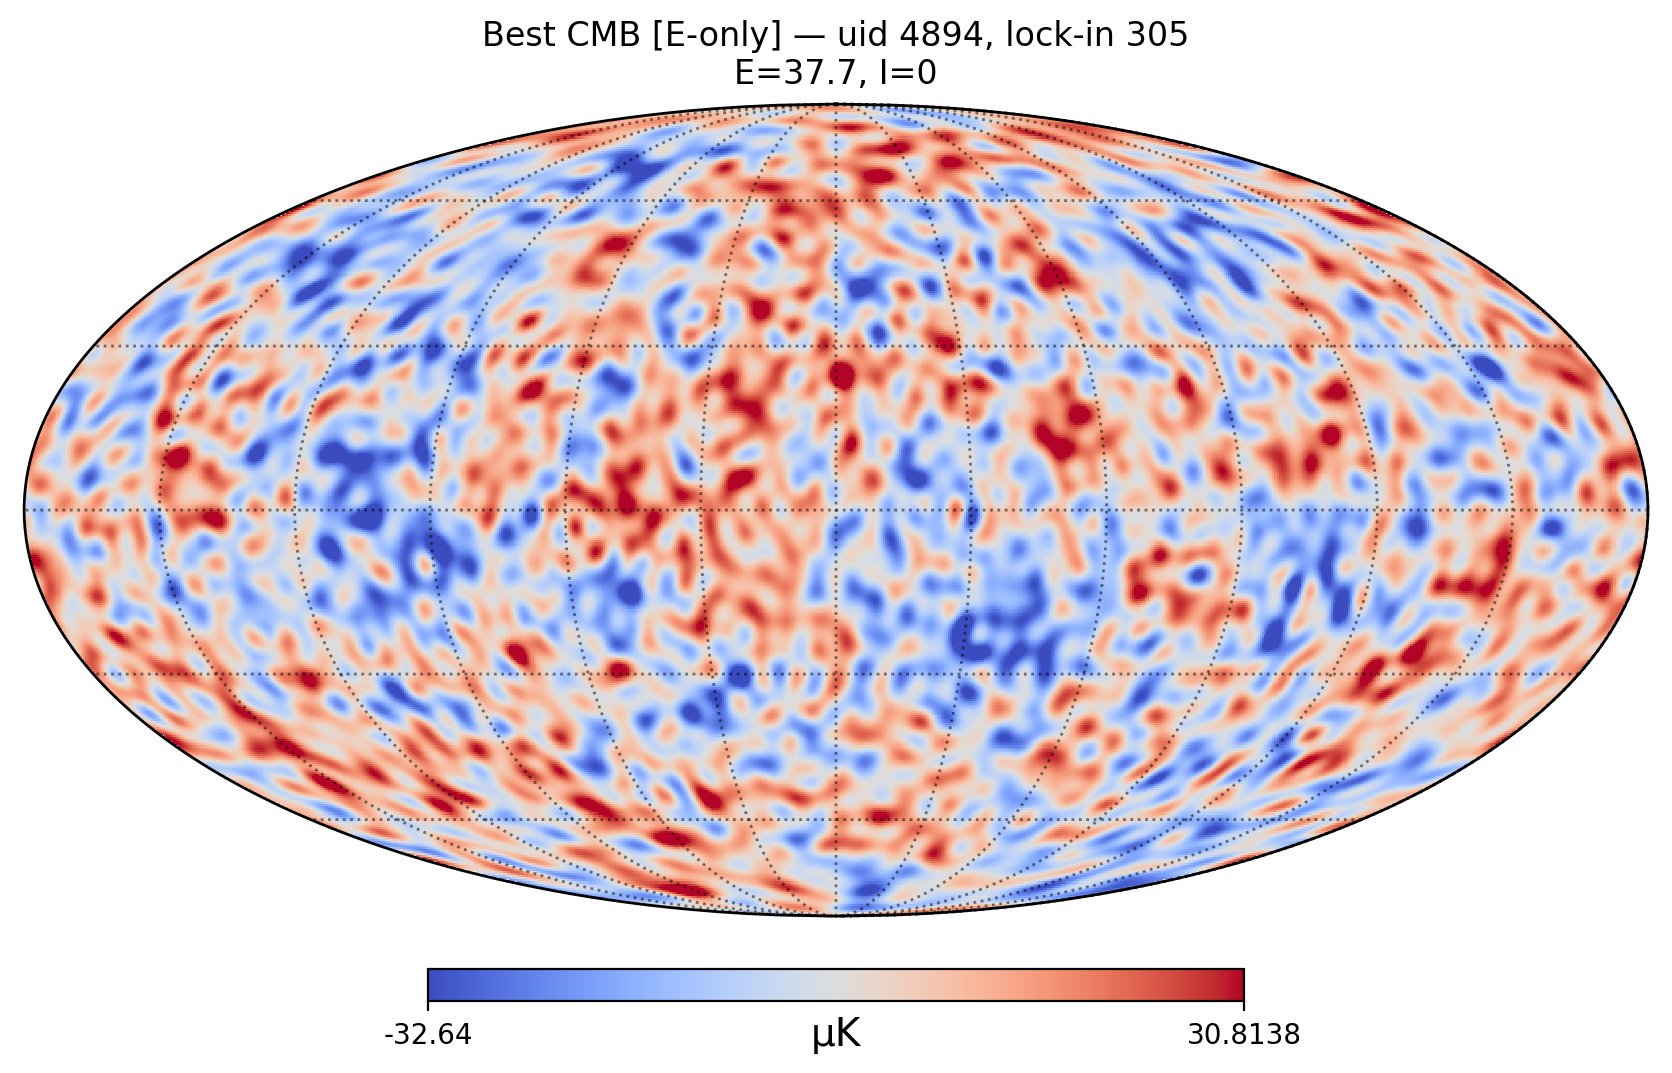 Best CMB [E-only] — uid 4894, lock-in 305
E=37.7, I=0
-32.64
μK
30.8138